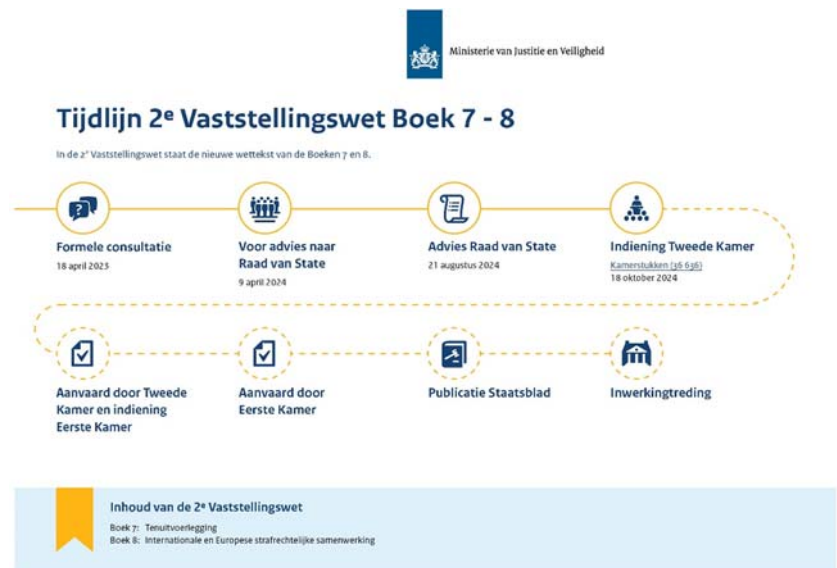 Ministerie van Justitie en Veiligheid
Tijdlijn 2e Vaststellingswet Boek 7 - 8
In de 2e Vaststellingswet staat de nieuwe wettekst van de Boeken 7 en 8.
?
Formele consultatie
18 april 2023
Voor advies naar
Raad van State
9 april 2024
Advies Raad van State
21 augustus 2024
Indiening Tweede Kamer
Kamerstukken (36 636)
18 oktober 2024
Aanvaard door Tweede
Kamer en indiening
Eerste Kamer
Aanvaard door
Eerste Kamer
Publicatie Staatsblad
Inwerkingtreding
Inhoud van de 2e Vaststellingswet
Boek 7: Tenuitvoerlegging
Boek 8: Internationale en Europese strafrechtelijke samenwerking